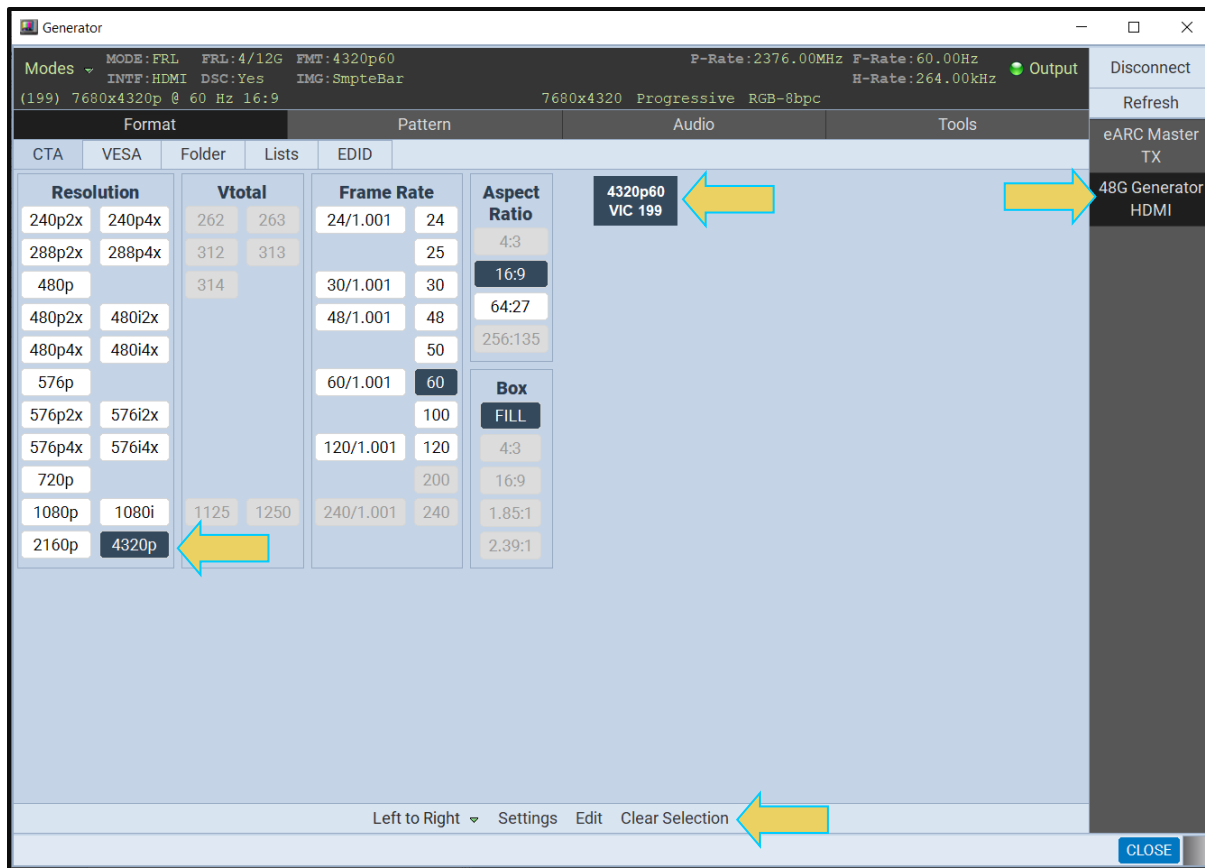 Generator
Modes
MODE:FRL FRL:4/12G FMT:4320p60
INTF:HDMI DSC:Yes IMG:SmpteBar
P-Rate:2376.00MHz F-Rate:60.00Hz
H-Rate:264.00kHz
Output
(199) 7680x4320p @ 60 Hz 16:9
7680x4320 Progressive RGB-8bpc
Disconnect
Refresh
eARC Master
TX
48G Generator
HDMI
Format Pattern Audio Tools
CTA VESA Folder Lists EDID
Resolution
240p2x 240p4x
288p2x 288p4x
480p
480p2x 480i2x
480p4x 480i4x
576p
576p2x 576i2x
576p4x 576i4x
720p
1080p 1080i
2160p 4320p
Vtotal
262 263
312 313
314
1125 1250
Frame Rate
24/1.001 24
25
30/1.001 30
48/1.001 48
50
60/1.001 60
100
120/1.001 120
200
240/1.001 240
Aspect
Ratio
4:3
16:9
64:27
256:135
Box
FILL
4:3
16:9
1.85:1
2.39:1
4320p60
VIC 199
Left to Right Settings Edit Clear Selection
CLOSE